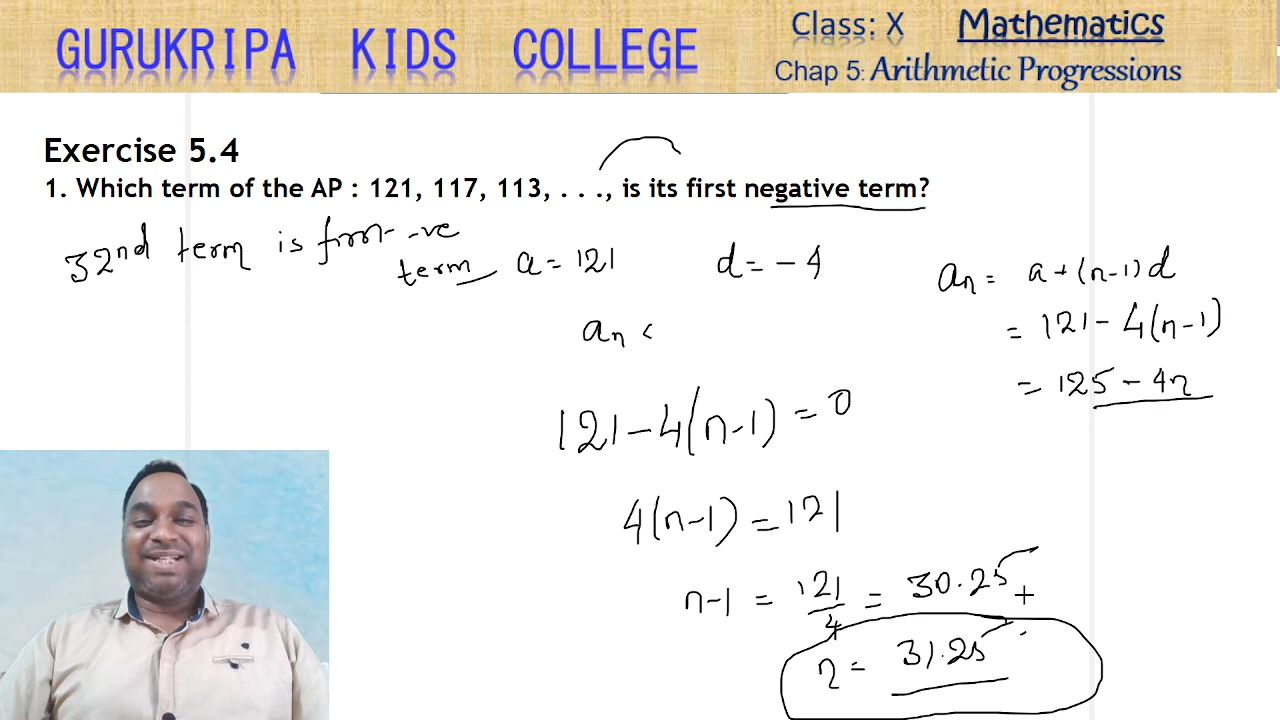 GURUKRIPA KIDS COLLEGE
Class: X Mathematics
Chap 5: Arithmetic Progressions
Exercise 5.4
1. Which term of the AP : 121, 117, 113, . . ., is its first negative term?
32nd term is first -ve
term
a = 121
d = - 4
an <
121 - 4(n-1) = 0
4(n-1) = 121
n-1 = 121/4 = 30.25 +
n = 31.25
an = a + (n-1) d
= 121 - 4(n-1)
= 125 - 4n